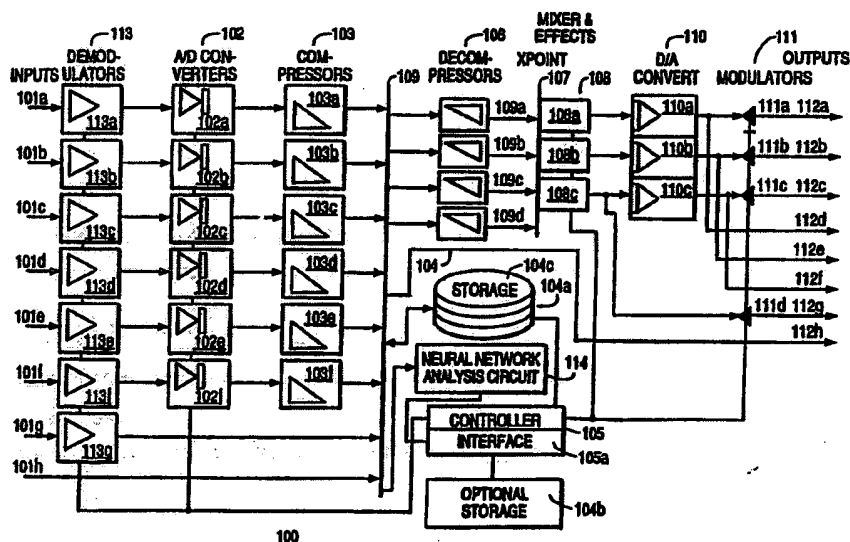 113 102 103 106 MIXER & EFFECTS 110 111
INPUTS DEMOD-ULATORS A/D CON-VERTERS COM-PRESSORS 109 DECOM-PRESSORS XPOINT 107 108 D/A CONVERT MODULATORS OUTPUTS
101a 113a 102a 103a 109a 108a 110a 111a 112a
101b 113b 102b 103b 109b 108b 110b 111b 112b
101c 113c 102c 103c 109c 108c 110c 111c 112c
109d 112d
101d 113d 102d 103d 104 104c STORAGE 104a 112e
112f
101e 113e 102e 103e 111d 112g
112h
101f 113f 102f 103f NEURAL NETWORK
ANALYSIS CIRCUIT 114
101g 113g CONTROLLER 105
INTERFACE 105a
101h
OPTIONAL
STORAGE 104b
100